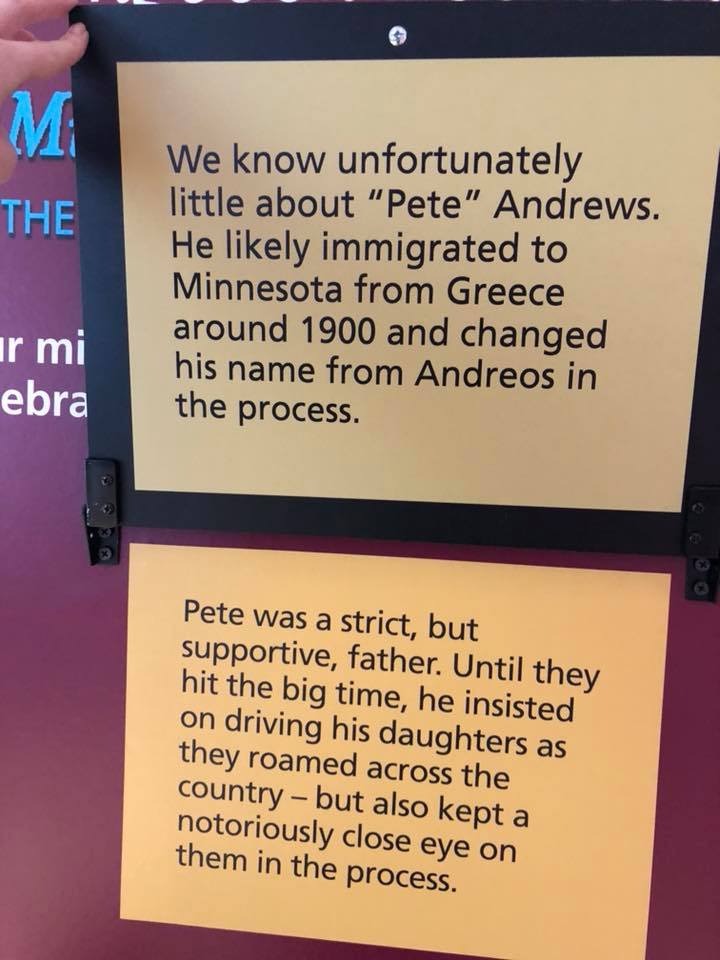 THE
We know unfortunately
little about “Pete” Andrews.
He likely immigrated to
Minnesota from Greece
around 1900 and changed
his name from Andreos in
the process.
Pete was a strict, but
supportive, father. Until they
hit the big time, he insisted
on driving his daughters as
they roamed across the
country – but also kept a
notoriously close eye on
them in the process.